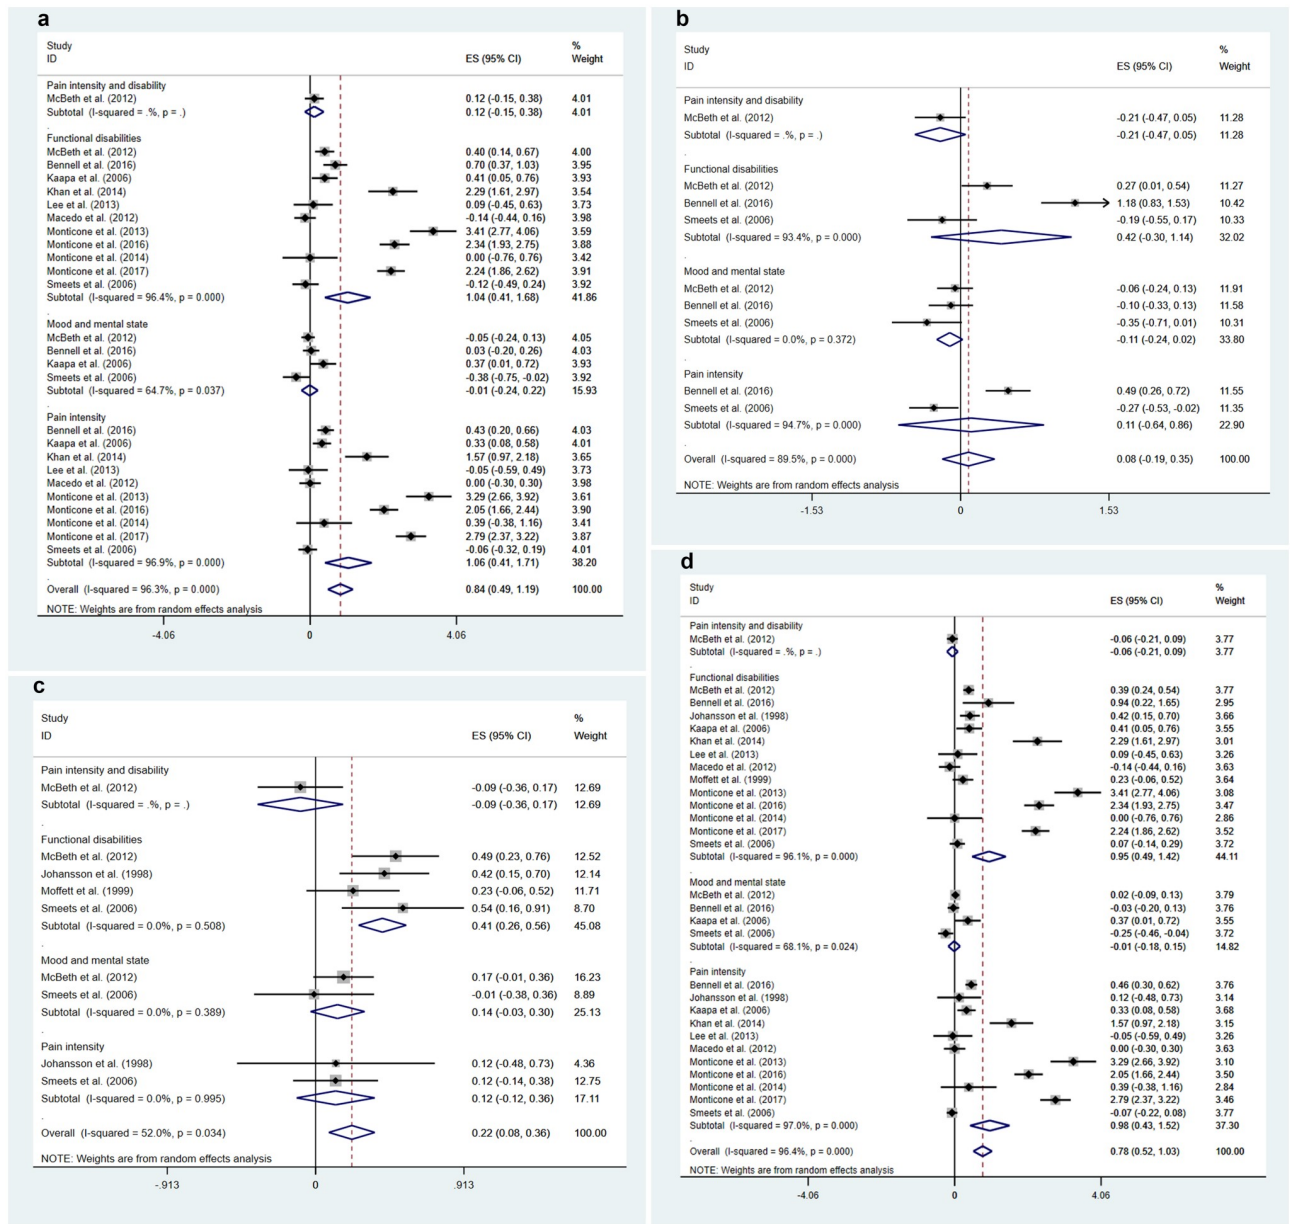 a
Study %
ID ES (95% CI) Weight
Pain intensity and disability
McBeth et al. (2012) 0.12 (-0.15, 0.38) 4.01
Subtotal (I-squared = .%, p = .) 0.12 (-0.15, 0.38) 4.01
.
Functional disabilities
McBeth et al. (2012) 0.40 (0.14, 0.67) 4.00
Bennell et al. (2016) 0.70 (0.37, 1.03) 3.95
Kaapa et al. (2006) 0.41 (0.05, 0.76) 3.93
Khan et al. (2014) 2.29 (1.61, 2.97) 3.54
Lee et al. (2013) 0.09 (-0.45, 0.63) 3.73
Macedo et al. (2012) -0.14 (-0.44, 0.16) 3.98
Monticone et al. (2013) 3.41 (2.77, 4.06) 3.59
Monticone et al. (2016) 2.34 (1.93, 2.75) 3.88
Monticone et al. (2014) 0.00 (-0.76, 0.76) 3.42
Monticone et al. (2017) 2.24 (1.86, 2.62) 3.91
Smeets et al. (2006) -0.12 (-0.49, 0.24) 3.92
Subtotal (I-squared = 96.4%, p = 0.000) 1.04 (0.41, 1.68) 41.86
.
Mood and mental state
McBeth et al. (2012) -0.05 (-0.24, 0.13) 4.05
Bennell et al. (2016) 0.03 (-0.20, 0.26) 4.03
Kaapa et al. (2006) 0.37 (0.01, 0.72) 3.93
Smeets et al. (2006) -0.38 (-0.75, -0.02) 3.92
Subtotal (I-squared = 64.7%, p = 0.037) -0.01 (-0.24, 0.22) 15.93
.
Pain intensity
Bennell et al. (2016) 0.43 (0.20, 0.66) 4.03
Kaapa et al. (2006) 0.33 (0.08, 0.58) 4.01
Khan et al. (2014) 1.57 (0.97, 2.18) 3.65
Lee et al. (2013) -0.05 (-0.59, 0.49) 3.73
Macedo et al. (2012) 0.00 (-0.30, 0.30) 3.98
Monticone et al. (2013) 3.29 (2.66, 3.92) 3.61
Monticone et al. (2016) 2.05 (1.66, 2.44) 3.90
Monticone et al. (2014) 0.39 (-0.38, 1.16) 3.41
Monticone et al. (2017) 2.79 (2.37, 3.22) 3.87
Smeets et al. (2006) -0.06 (-0.32, 0.19) 4.01
Subtotal (I-squared = 96.9%, p = 0.000) 1.06 (0.41, 1.71) 38.20
.
Overall (I-squared = 96.3%, p = 0.000) 0.84 (0.49, 1.19) 100.00
NOTE: Weights are from random effects analysis
-4.06 0 4.06
b
Study %
ID ES (95% CI) Weight
Pain intensity and disability
McBeth et al. (2012) -0.21 (-0.47, 0.05) 11.28
Subtotal (I-squared = .%, p = .) -0.21 (-0.47, 0.05) 11.28
.
Functional disabilities
McBeth et al. (2012) 0.27 (0.01, 0.54) 11.27
Bennell et al. (2016) 1.18 (0.83, 1.53) 10.42
Smeets et al. (2006) -0.19 (-0.55, 0.17) 10.33
Subtotal (I-squared = 93.4%, p = 0.000) 0.42 (-0.30, 1.14) 32.02
.
Mood and mental state
McBeth et al. (2012) -0.06 (-0.24, 0.13) 11.91
Bennell et al. (2016) -0.10 (-0.33, 0.13) 11.58
Smeets et al. (2006) -0.35 (-0.71, 0.01) 10.31
Subtotal (I-squared = 0.0%, p = 0.372) -0.11 (-0.24, 0.02) 33.80
.
Pain intensity
Bennell et al. (2016) 0.49 (0.26, 0.72) 11.55
Smeets et al. (2006) -0.27 (-0.53, -0.02) 11.35
Subtotal (I-squared = 94.7%, p = 0.000) 0.11 (-0.64, 0.86) 22.90
.
Overall (I-squared = 89.5%, p = 0.000) 0.08 (-0.19, 0.35) 100.00
NOTE: Weights are from random effects analysis
-1.53 0 1.53
c
Study %
ID ES (95% CI) Weight
Pain intensity and disability
McBeth et al. (2012) -0.09 (-0.36, 0.17) 12.69
Subtotal (I-squared = .%, p = .) -0.09 (-0.36, 0.17) 12.69
.
Functional disabilities
McBeth et al. (2012) 0.49 (0.23, 0.76) 12.52
Johansson et al. (1998) 0.42 (0.15, 0.70) 12.14
Moffett et al. (1999) 0.23 (-0.06, 0.52) 11.71
Smeets et al. (2006) 0.54 (0.16, 0.91) 8.70
Subtotal (I-squared = 0.0%, p = 0.508) 0.41 (0.26, 0.56) 45.08
.
Mood and mental state
McBeth et al. (2012) 0.17 (-0.01, 0.36) 16.23
Smeets et al. (2006) -0.01 (-0.38, 0.36) 8.89
Subtotal (I-squared = 0.0%, p = 0.389) 0.14 (-0.03, 0.30) 25.13
.
Pain intensity
Johansson et al. (1998) 0.12 (-0.48, 0.73) 4.36
Smeets et al. (2006) 0.12 (-0.14, 0.38) 12.75
Subtotal (I-squared = 0.0%, p = 0.995) 0.12 (-0.12, 0.36) 17.11
.
Overall (I-squared = 52.0%, p = 0.034) 0.22 (0.08, 0.36) 100.00
NOTE: Weights are from random effects analysis
-.913 0 .913
d
Study %
ID ES (95% CI) Weight
Pain intensity and disability
McBeth et al. (2012) -0.06 (-0.21, 0.09) 3.77
Subtotal (I-squared = .%, p = .) -0.06 (-0.21, 0.09) 3.77
.
Functional disabilities
McBeth et al. (2012) 0.39 (0.24, 0.54) 3.77
Bennell et al. (2016) 0.94 (0.22, 1.65) 2.95
Johansson et al. (1998) 0.42 (0.15, 0.70) 3.66
Kaapa et al. (2006) 0.41 (0.05, 0.76) 3.55
Khan et al. (2014) 2.29 (1.61, 2.97) 3.01
Lee et al. (2013) 0.09 (-0.45, 0.63) 3.26
Macedo et al. (2012) -0.14 (-0.44, 0.16) 3.63
Moffett et al. (1999) 0.23 (-0.06, 0.52) 3.64
Monticone et al. (2013) 3.41 (2.77, 4.06) 3.08
Monticone et al. (2016) 2.34 (1.93, 2.75) 3.47
Monticone et al. (2014) 0.00 (-0.76, 0.76) 2.86
Monticone et al. (2017) 2.24 (1.86, 2.62) 3.52
Smeets et al. (2006) 0.07 (-0.14, 0.29) 3.72
Subtotal (I-squared = 96.1%, p = 0.000) 0.95 (0.49, 1.42) 44.11
.
Mood and mental state
McBeth et al. (2012) 0.02 (-0.09, 0.13) 3.79
Bennell et al. (2016) -0.03 (-0.20, 0.13) 3.76
Kaapa et al. (2006) 0.37 (0.01, 0.72) 3.55
Smeets et al. (2006) -0.25 (-0.46, -0.04) 3.72
Subtotal (I-squared = 68.1%, p = 0.024) -0.01 (-0.18, 0.15) 14.82
.
Pain intensity
Bennell et al. (2016) 0.46 (0.30, 0.62) 3.76
Johansson et al. (1998) 0.12 (-0.48, 0.73) 3.14
Kaapa et al. (2006) 0.33 (0.08, 0.58) 3.68
Khan et al. (2014) 1.57 (0.97, 2.18) 3.15
Lee et al. (2013) -0.05 (-0.59, 0.49) 3.26
Macedo et al. (2012) 0.00 (-0.30, 0.30) 3.63
Monticone et al. (2013) 3.29 (2.66, 3.92) 3.10
Monticone et al. (2016) 2.05 (1.66, 2.44) 3.50
Monticone et al. (2014) 0.39 (-0.38, 1.16) 2.84
Monticone et al. (2017) 2.79 (2.37, 3.22) 3.46
Smeets et al. (2006) -0.07 (-0.22, 0.08) 3.77
Subtotal (I-squared = 97.0%, p = 0.000) 0.98 (0.43, 1.52) 37.30
.
Overall (I-squared = 96.4%, p = 0.000) 0.78 (0.52, 1.03) 100.00
NOTE: Weights are from random effects analysis
-4.06 0 4.06